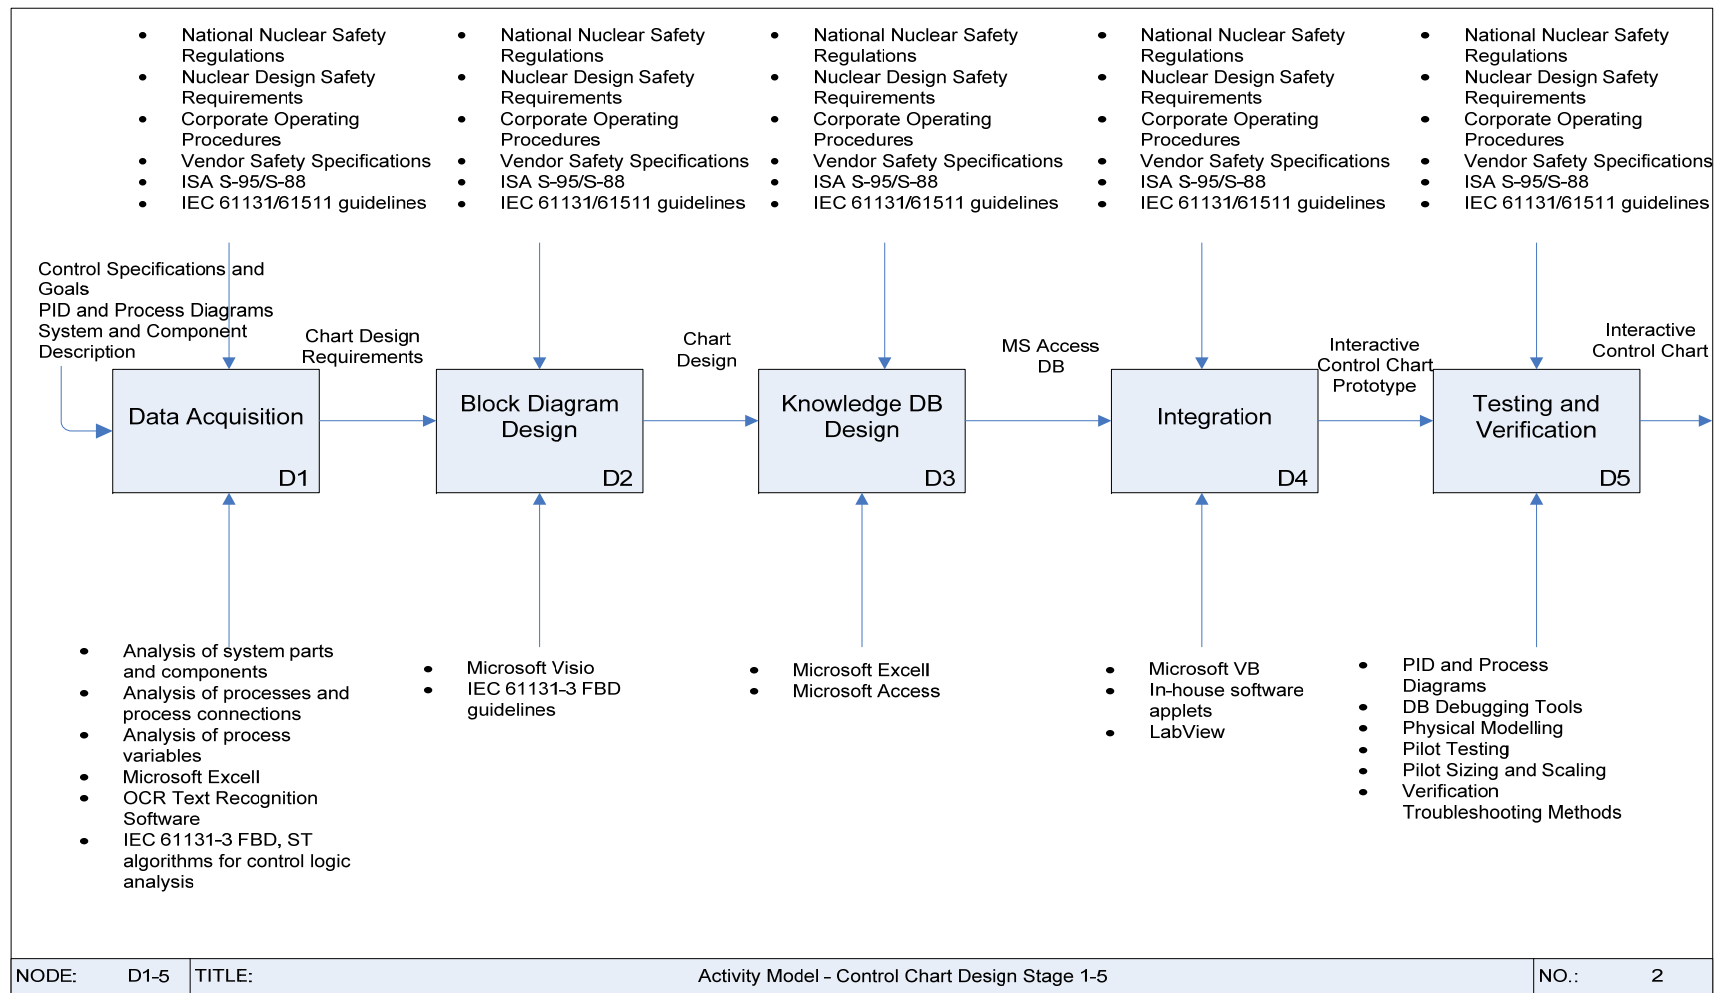 • National Nuclear Safety
Regulations
• Nuclear Design Safety
Requirements
• Corporate Operating
Procedures
• Vendor Safety Specifications
• ISA S-95/S-88
• IEC 61131/61511 guidelines
• National Nuclear Safety
Regulations
• Nuclear Design Safety
Requirements
• Corporate Operating
Procedures
• Vendor Safety Specifications
• ISA S-95/S-88
• IEC 61131/61511 guidelines
• National Nuclear Safety
Regulations
• Nuclear Design Safety
Requirements
• Corporate Operating
Procedures
• Vendor Safety Specifications
• ISA S-95/S-88
• IEC 61131/61511 guidelines
• National Nuclear Safety
Regulations
• Nuclear Design Safety
Requirements
• Corporate Operating
Procedures
• Vendor Safety Specifications
• ISA S-95/S-88
• IEC 61131/61511 guidelines
• National Nuclear Safety
Regulations
• Nuclear Design Safety
Requirements
• Corporate Operating
Procedures
• Vendor Safety Specifications
• ISA S-95/S-88
• IEC 61131/61511 guidelines
Control Specifications and
Goals
PID and Process Diagrams
System and Component
Description
Chart Design
Requirements
Chart
Design
MS Access
DB
Interactive
Control Chart
Prototype
Interactive
Control Chart
Data Acquisition
D1
Block Diagram
Design
D2
Knowledge DB
Design
D3
Integration
D4
Testing and
Verification
D5
• Analysis of system parts
and components
• Analysis of processes and
process connections
• Analysis of process
variables
• Microsoft Excell
• OCR Text Recognition
Software
• IEC 61131-3 FBD, ST
algorithms for control logic
analysis
• Microsoft Visio
• IEC 61131-3 FBD
guidelines
• Microsoft Excell
• Microsoft Access
• Microsoft VB
• In-house software
applets
• LabView
• PID and Process
Diagrams
• DB Debugging Tools
• Physical Modelling
• Pilot Testing
• Pilot Sizing and Scaling
• Verification
Troubleshooting Methods
NODE: D1-5
TITLE: Activity Model - Control Chart Design Stage 1-5
NO.: 2